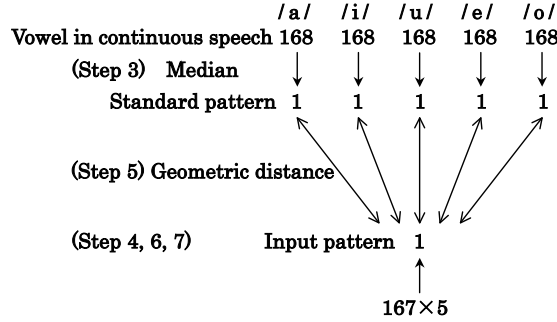 /a/ /i/ /u/ /e/ /o/
Vowel in continuous speech 168 168 168 168 168
(Step 3) Median
Standard pattern 1 1 1 1 1
(Step 5) Geometric distance
(Step 4, 6, 7) Input pattern 1
167×5